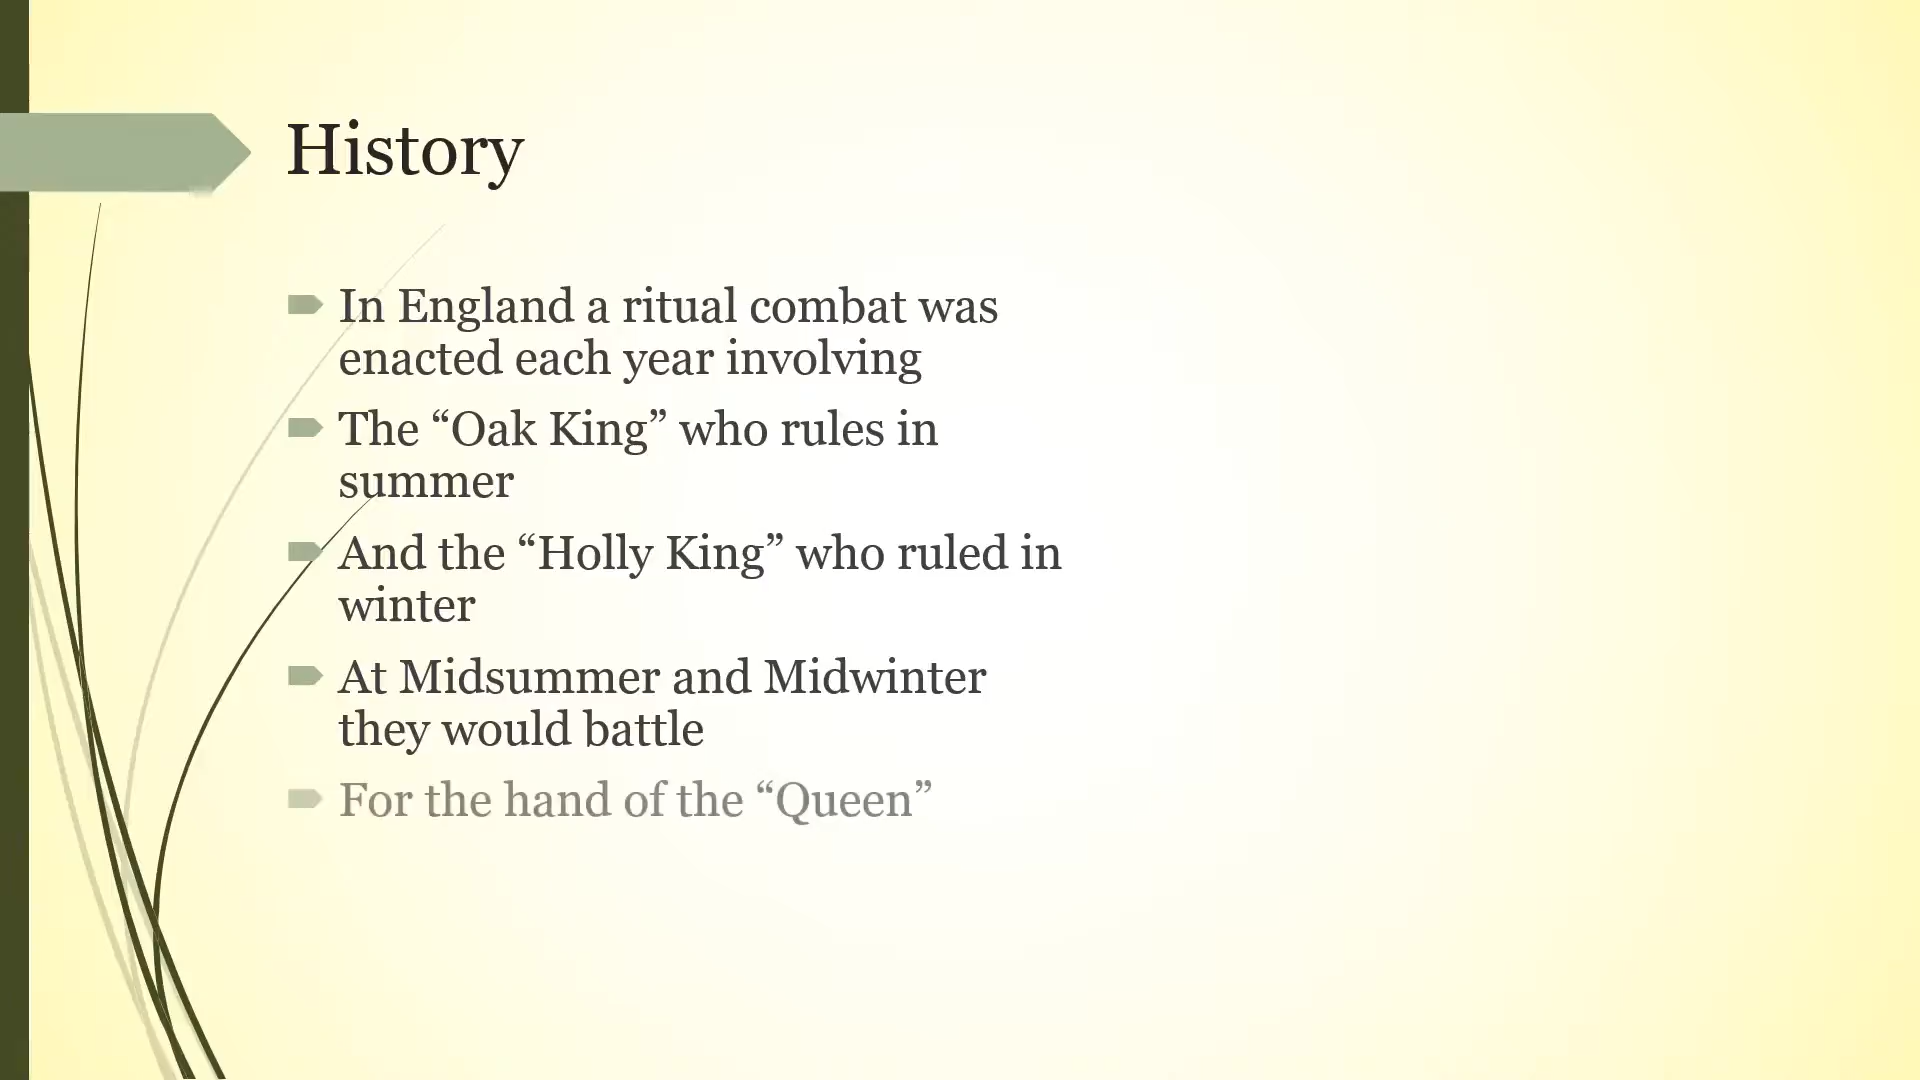 History
In England a ritual combat was
enacted each year involving
The “Oak King” who rules in
summer
And the “Holly King” who ruled in
winter
At Midsummer and Midwinter
they would battle
For the hand of the “Queen”